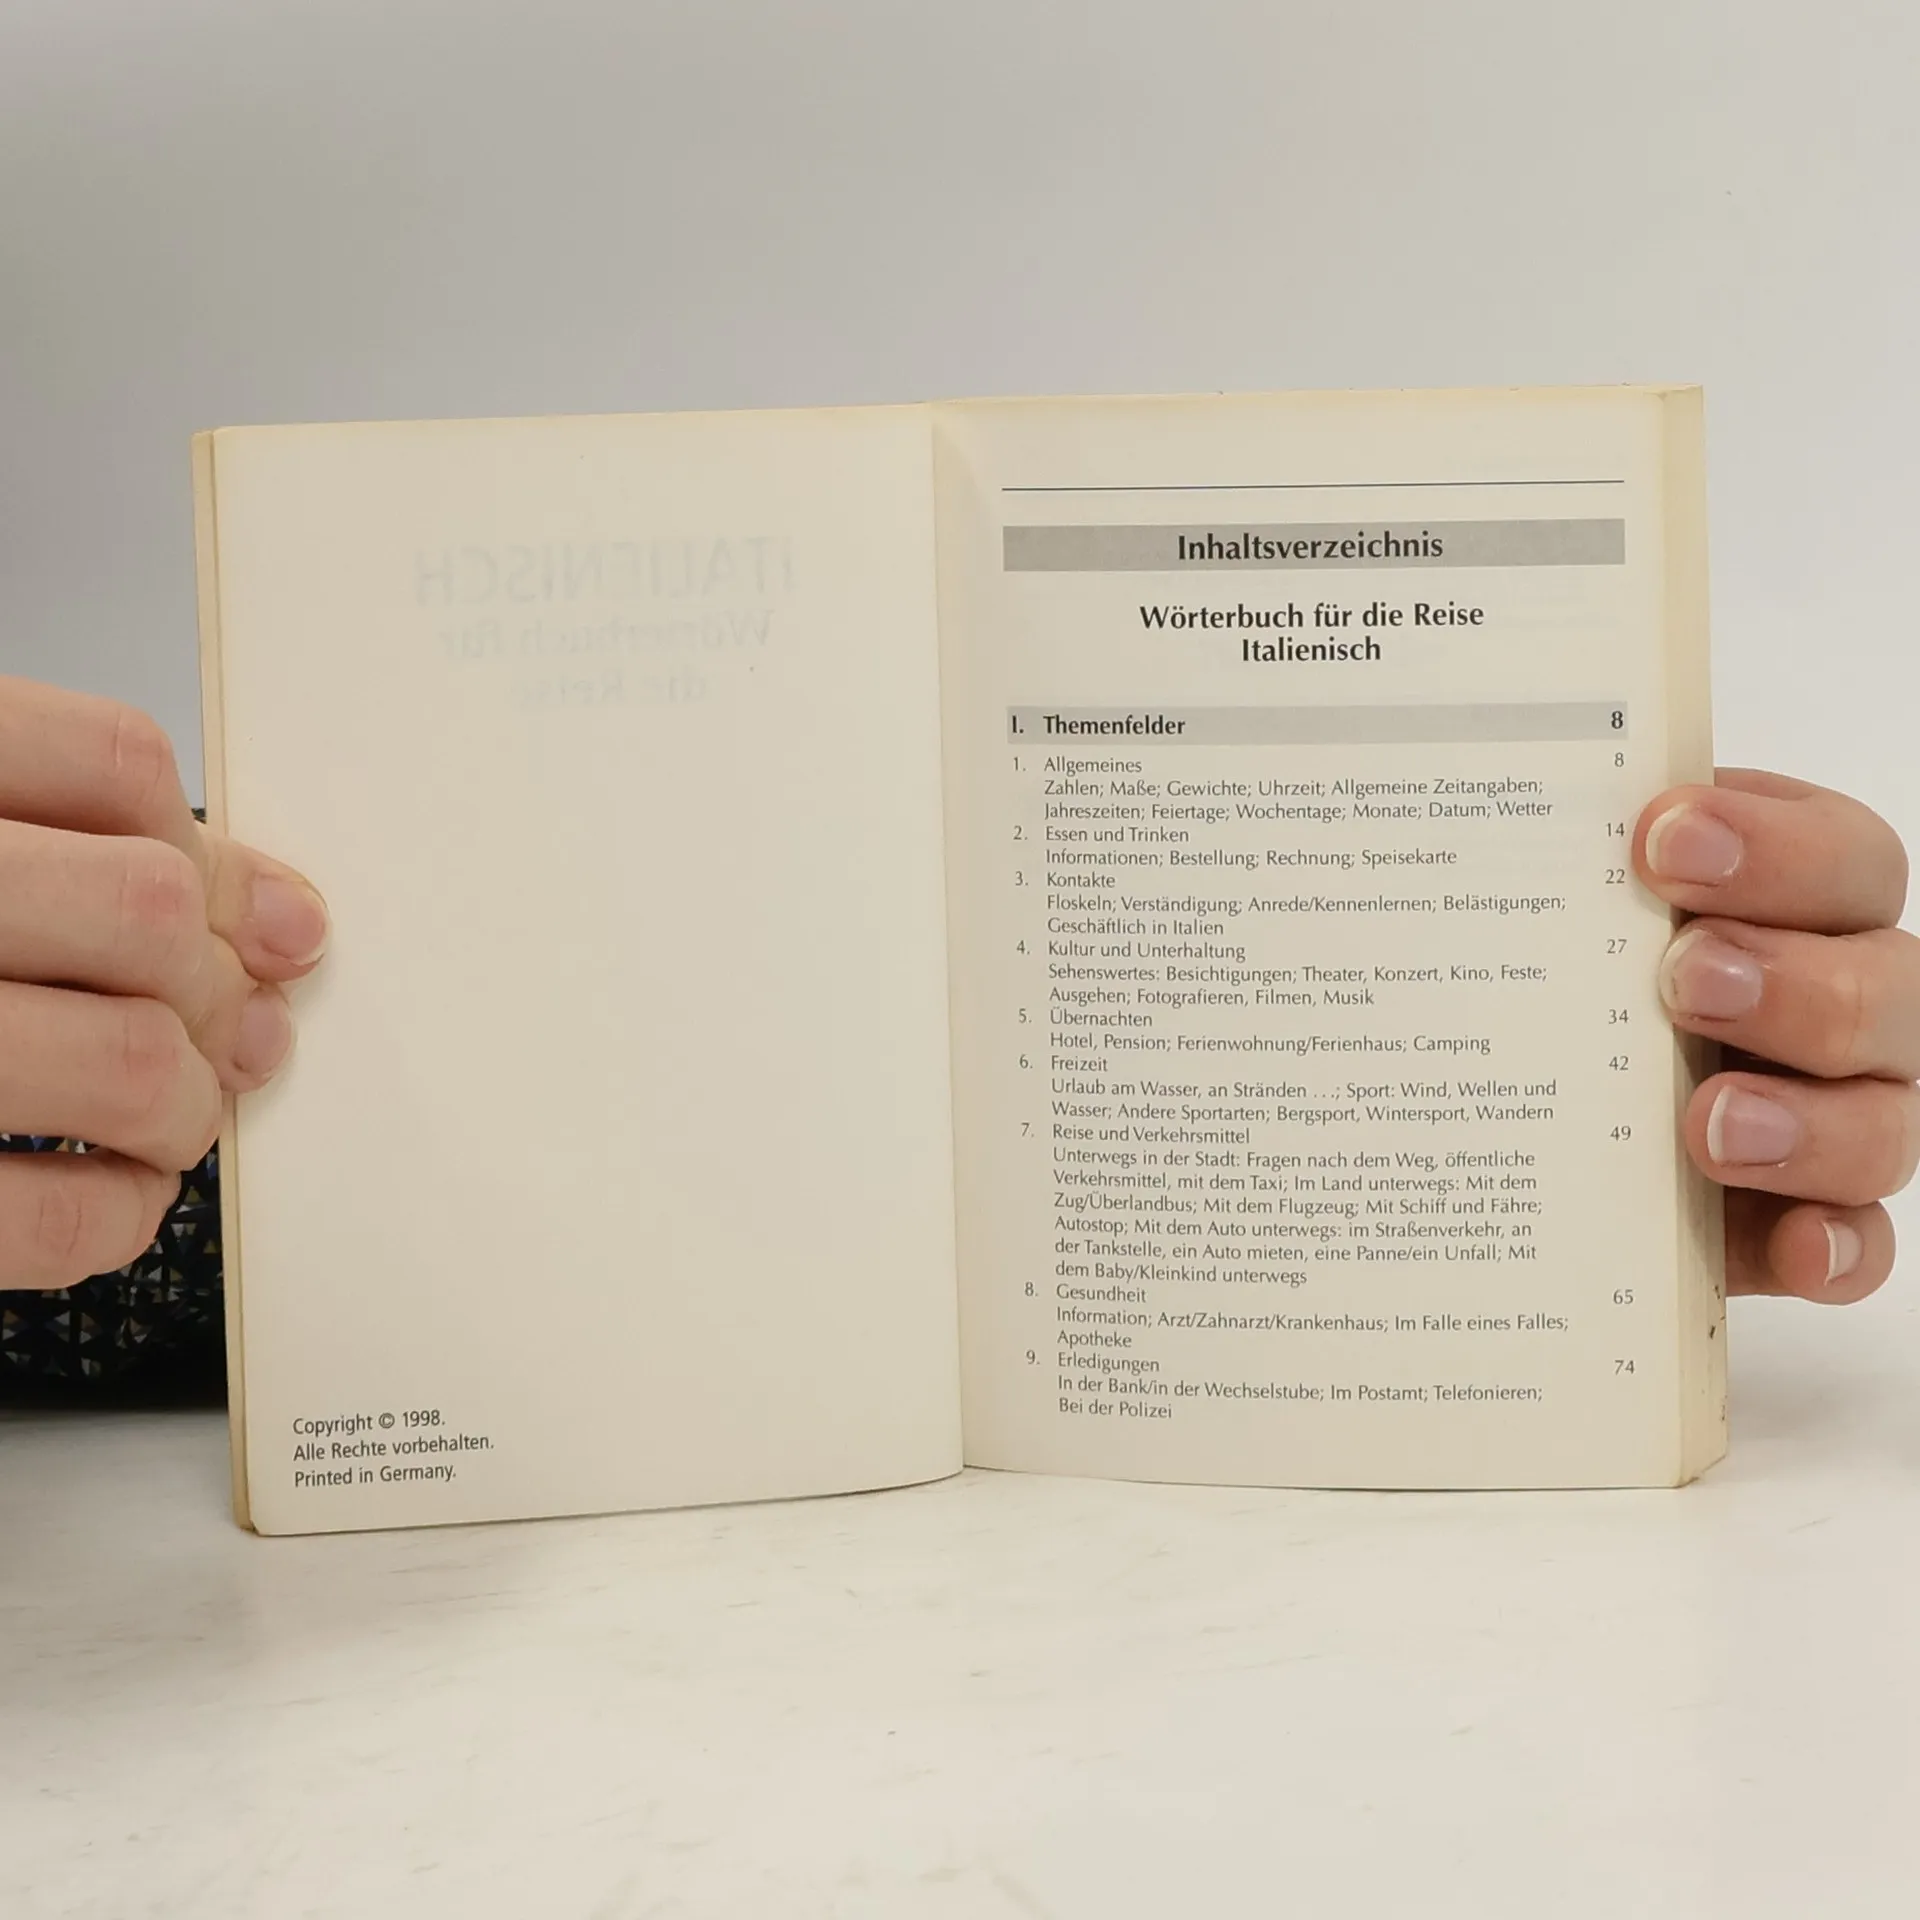 ITALIENISCH
Wörterbuch für
die Reise
Copyright © 1998.
Alle Rechte vorbehalten.
Printed in Germany.
Inhaltsverzeichnis
Wörterbuch für die Reise
Italienisch
I. Themenfelder 8
1. Allgemeines 8
Zahlen; Maße; Gewichte; Uhrzeit; Allgemeine Zeitangaben;
Jahreszeiten; Feiertage; Wochentage; Monate; Datum; Wetter
2. Essen und Trinken 14
Informationen; Bestellung; Rechnung; Speisekarte
3. Kontakte 22
Floskeln; Verständigung; Anrede/Kennenlernen; Belästigungen;
Geschäftlich in Italien
4. Kultur und Unterhaltung 27
Sehenswertes: Besichtigungen; Theater, Konzert, Kino, Feste;
Ausgehen; Fotografieren, Filmen, Musik
5. Übernachten 34
Hotel, Pension; Ferienwohnung/Ferienhaus; Camping
6. Freizeit 42
Urlaub am Wasser, an Stränden ...; Sport: Wind, Wellen und
Wasser; Andere Sportarten; Bergsport, Wintersport, Wandern
7. Reise und Verkehrsmittel 49
Unterwegs in der Stadt: Fragen nach dem Weg, öffentliche
Verkehrsmittel, mit dem Taxi; Im Land unterwegs: Mit dem
Zug/Überlandbus; Mit dem Flugzeug; Mit Schiff und Fähre;
Autostop; Mit dem Auto unterwegs: im Straßenverkehr, an
der Tankstelle, ein Auto mieten, eine Panne/ein Unfall; Mit
dem Baby/Kleinkind unterwegs
8. Gesundheit 65
Information; Arzt/Zahnarzt/Krankenhaus; Im Falle eines Falles;
Apotheke
9. Erledigungen 74
In der Bank/in der Wechselstube; Im Postamt; Telefonieren;
Bei der Polizei